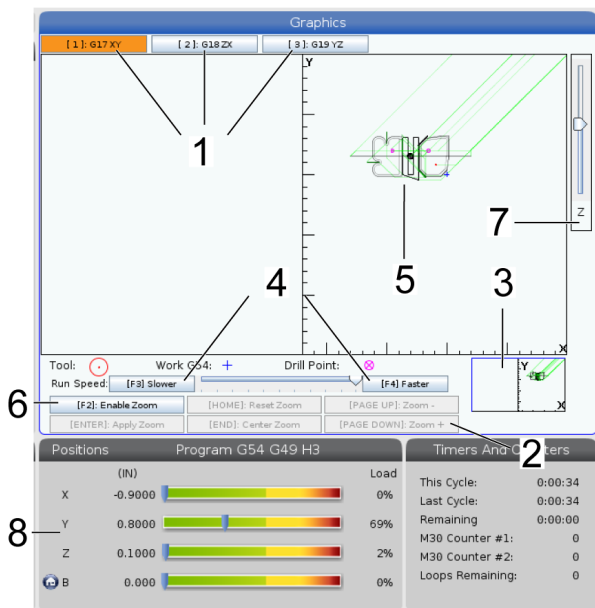 Graphics
[ 1 ]: G17 XY [ 2 ]: G18 ZX [ 3 ]: G19 YZ
Y
1
7
Z
5
4
3
X
Tool: Work G54: + Drill Point:
Y
Run Speed: [F3] Slower [F4] Faster
6
[F2]: Enable Zoom [HOME]: Reset Zoom [PAGE UP]: Zoom -
X
[ENTER]: Apply Zoom [END]: Center Zoom [PAGE DOWN]: Zoom +
2
Positions Program G54 G49 H3 Timers And
(IN) Load
X -0.9000 0%
Y 0.8000 69%
Z 0.1000 2%
B 0.000 0%
8
This Cycle: 0:00:34
Last Cycle: 0:00:34
Remaining 0:00:00
M30 Counter #1: 0
M30 Counter #2: 0
Loops Remaining: 0